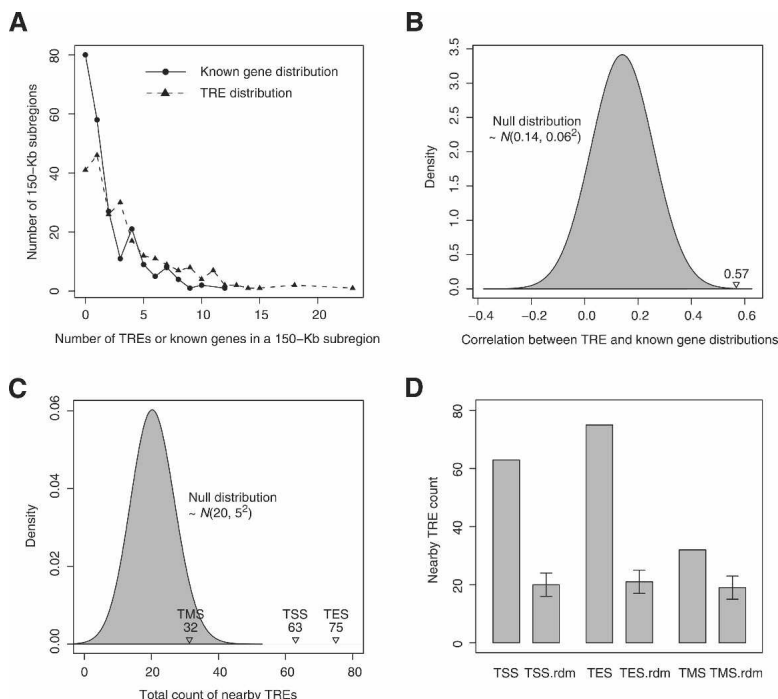 A
80
60
40
20
0
Number of 150−Kb subregions
Known gene distribution
TRE distribution
0 5 10 15 20
Number of TREs or known genes in a 150−Kb subregion
B
3.5
3.0
2.5
2.0
1.5
1.0
0.5
0.0
Density
Null distribution
~ N(0.14, 0.06²)
0.57
−0.4 −0.2 0.0 0.2 0.4 0.6
Correlation between TRE and known gene distributions
C
0.06
0.04
0.02
0.00
Density
Null distribution
~ N(20, 5²)
TMS TSS TES
32 63 75
0 20 40 60 80
Total count of nearby TREs
D
80
60
40
20
0
Nearby TRE count
TSS TSS.rdm TES TES.rdm TMS TMS.rdm